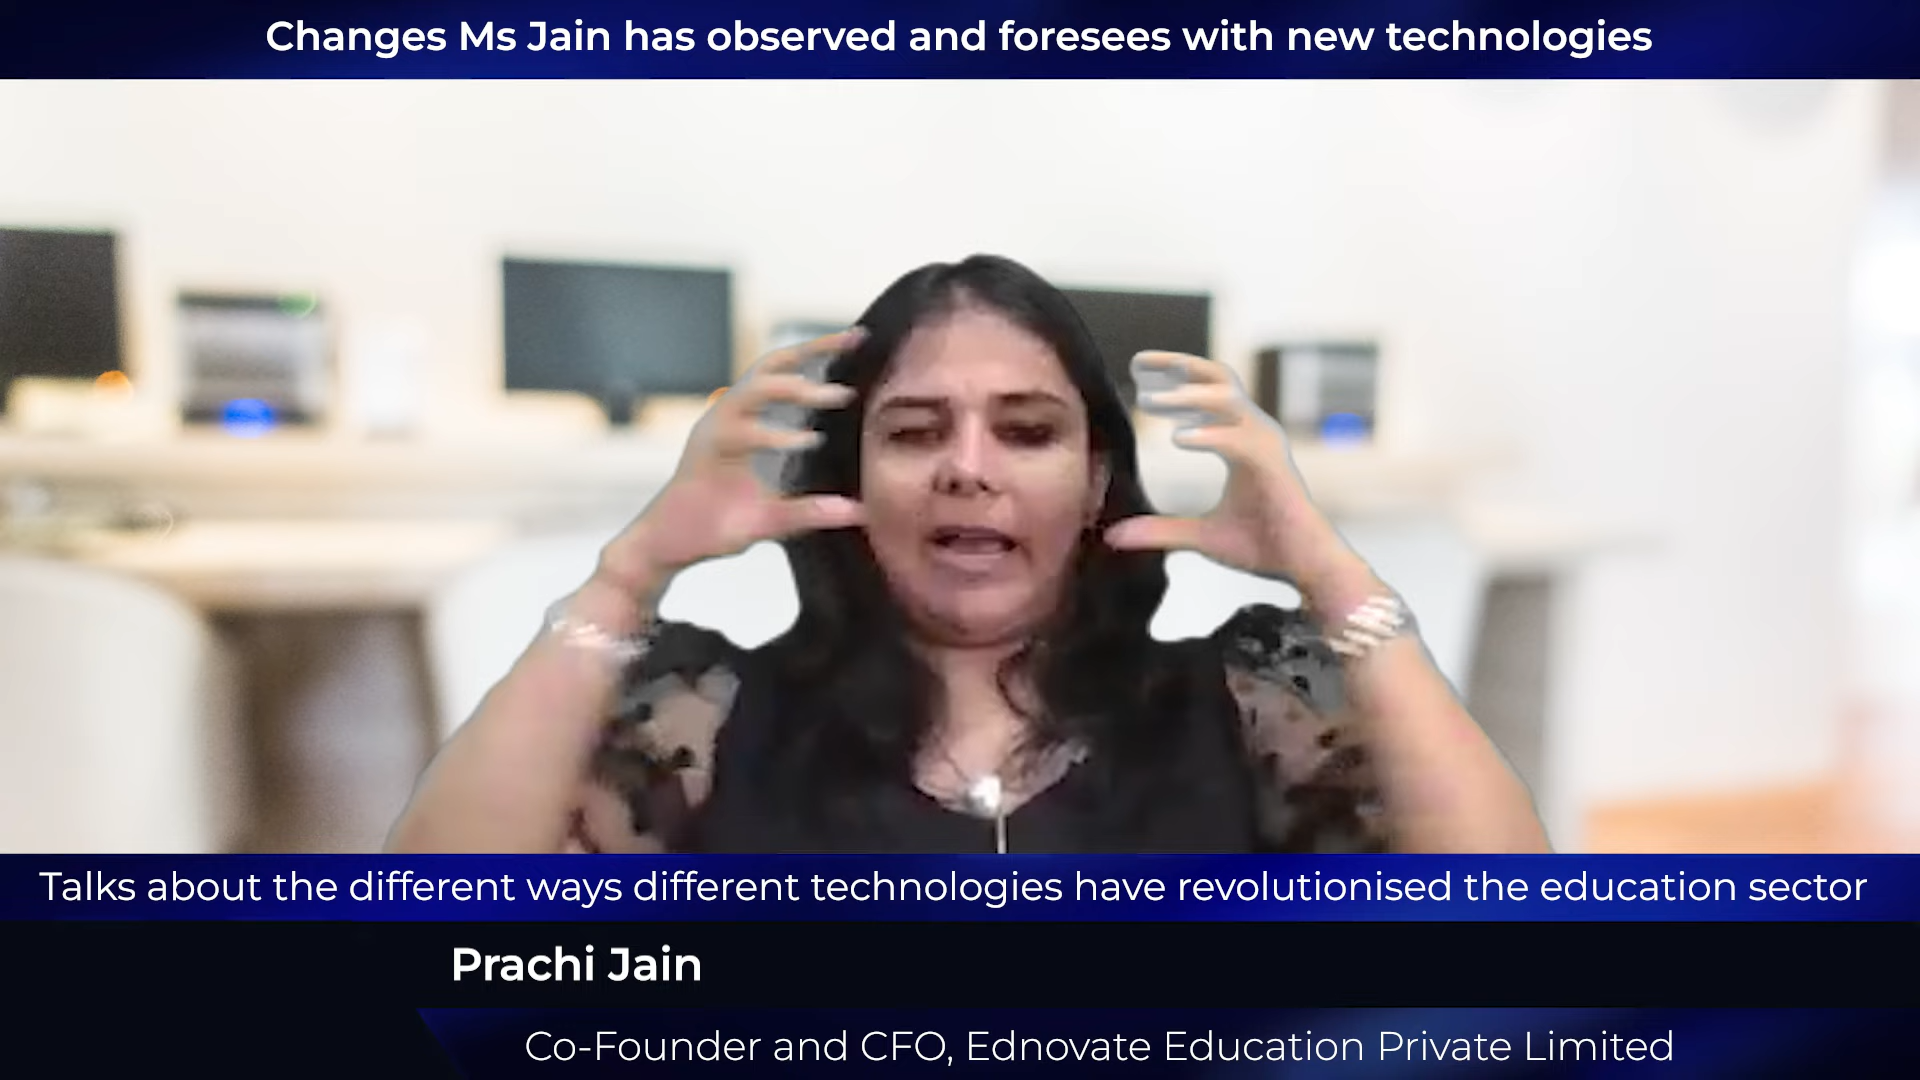 Changes Ms Jain has observed and foresees with new technologies
Talks about the different ways different technologies have revolutionised the education sector
Prachi Jain
Co-Founder and CFO, Ednovate Education Private Limited